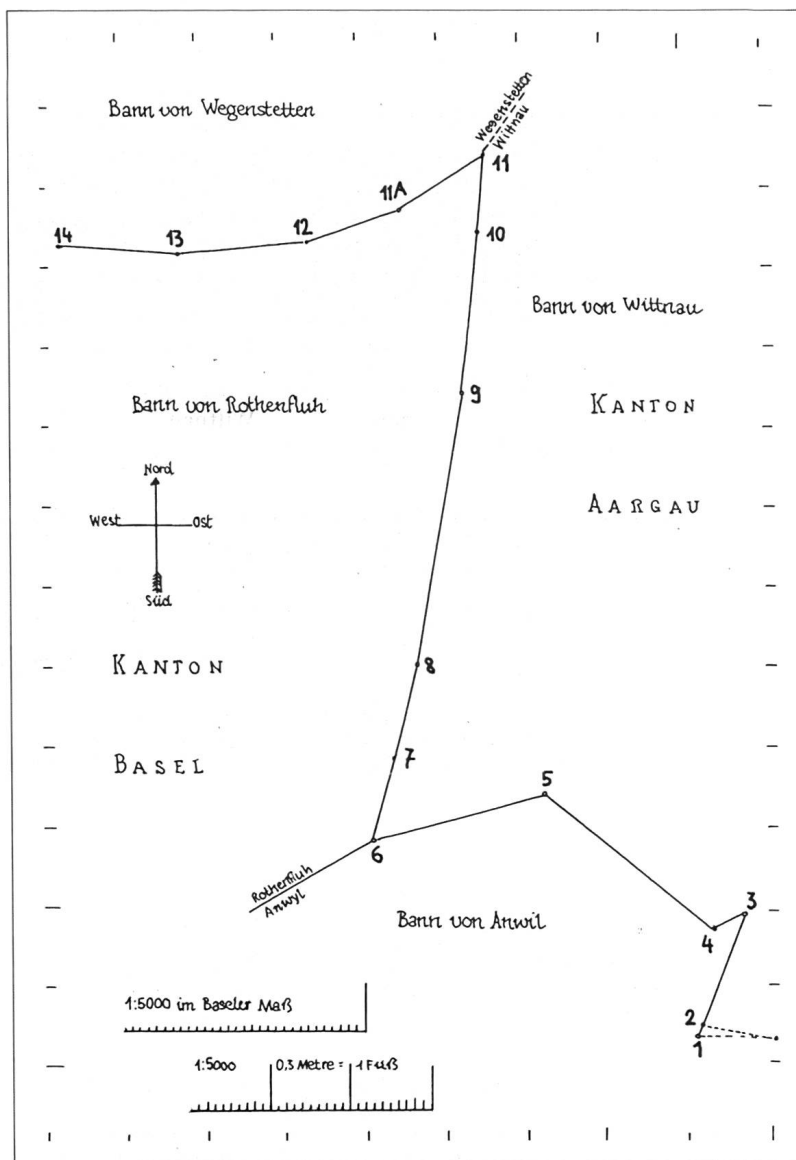 Bann von Wegenstetten
Wegenstetten
Wittnau
11
11A
10
12
14
13
Bann von Wittnau
9
KANTON
Bann von Rothenfluh
AARGAU
Nord
West
Ost
Süd
KANTON
8
BASEL
7
5
6
Rothenfluh
Anwyl
Bann von Anwil
3
4
2
1
1:5000 im Baseler Maß
1:5000 0.3 Metre = 1 Fuß